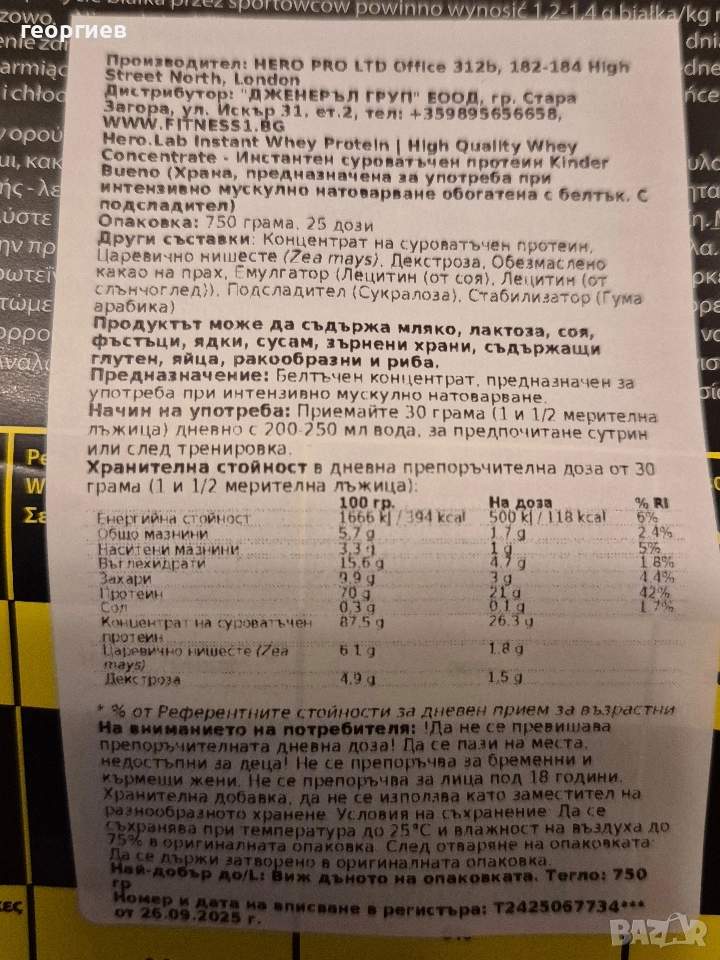 георгиев
през sportowców powinno wynosić 1,2-1,4 g białka/kg
Производител: HERO PRO LTD Office 312b, 182-184 High
Street North, London
Дистрибутор: "ДЖЕНЕРЪЛ ГРУП" ЕООД, гр. Стара
Загора, ул. Искър 31, ет.2, тел: +359895656658,
WWW.FITNESS1.BG
Hero.Lab Instant Whey Protein | High Quality Whey
Concentrate - Инстантен суроватъчен протеин Kinder
Bueno (Храна, предназначена за употреба при
интензивно мускулно натоварване обогатена с белтък. С
подсладител)
Опаковка: 750 грама, 25 дози
Други съставки: Концентрат на суроватъчен протеин,
Царевично нишесте (Zea mays), Декстроза, Обезмаслено
какао на прах, Емулгатор (Лецитин (от соя), Лецитин (от
слънчоглед)), Подсладител (Сукралоза), Стабилизатор (Гума
арабика)
Продуктът може да съдържа мляко, лактоза, соя,
фъстъци, ядки, сусам, зърнени храни, съдържащи
глутен, яйца, ракообразни и риба.
Предназначение: Белтъчен концентрат, предназначен за
употреба при интензивно мускулно натоварване.
Начин на употреба: Приемайте 30 грама (1 и 1/2 мерителна
лъжица) дневно с 200-250 мл вода, за предпочитане сутрин
или след тренировка.
Хранителна стойност в дневна препоръчителна доза от 30
грама (1 и 1/2 мерителна лъжица):
100 гр. На доза % RI
Енергийна стойност 1666 kJ / 394 kcal 500 kJ / 118 kcal 6%
Общо мазнини 5,7 g 1,7 g 2.4%
Наситени мазнини 3,3 g 1 g 5%
Въглехидрати 15,6 g 4,7 g 1.8%
Захари 9,9 g 3 g 4.4%
Протеин 70 g 21 g 42%
Сол 0,3 g 0,1 g 1.7%
Концентрат на суроватъчен 87,5 g 26,3 g
протеин
Царевично нишесте (Zea 6,1 g 1,8 g
mays)
Декстроза 4,9 g 1,5 g
* % от Референтните стойности за дневен прием за възрастни
На вниманието на потребителя: !Да не се превишава
препоръчителната дневна доза! Да се пази на места,
недостъпни за деца! Не се препоръчва за бременни и
кърмещи жени. Не се препоръчва за лица под 18 години.
Хранителна добавка, да не се използва като заместител на
разнообразното хранене. Условия на съхранение: Да се
съхранява при температура до 25°C и влажност на въздуха до
75% в оригиналната опаковка. След отваряне на опаковката:
Да се държи затворено в оригиналната опаковка.
Най-добър до/L: Виж дъното на опаковката. Тегло: 750
гр
Номер и дата на вписване в регистъра: T2425067734***
от 26.09.2025 г.
BAZAR